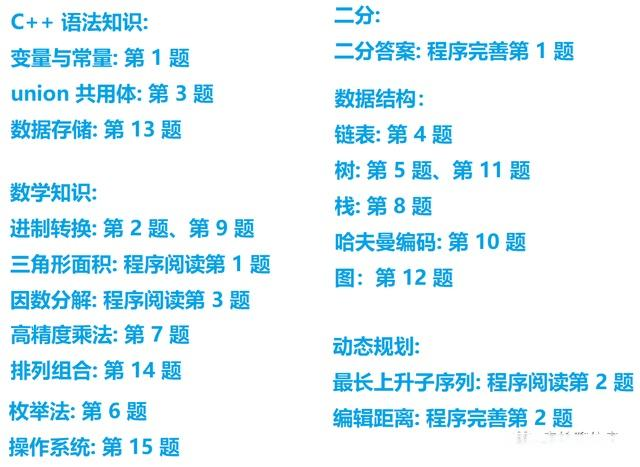 C++ 语法知识:
变量与常量: 第 1 题
union 共用体: 第 3 题
数据存储: 第 13 题
数学知识:
进制转换: 第 2 题、第 9 题
三角形面积: 程序阅读第 1 题
因数分解: 程序阅读第 3 题
高精度乘法: 第 7 题
排列组合: 第 14 题
枚举法: 第 6 题
操作系统: 第 15 题
二分:
二分答案: 程序完善第 1 题
数据结构:
链表: 第 4 题
树: 第 5 题、第 11 题
栈: 第 8 题
哈夫曼编码: 第 10 题
图: 第 12 题
动态规划:
最长上升子序列: 程序阅读第 2 题
编辑距离: 程序完善第 2 题